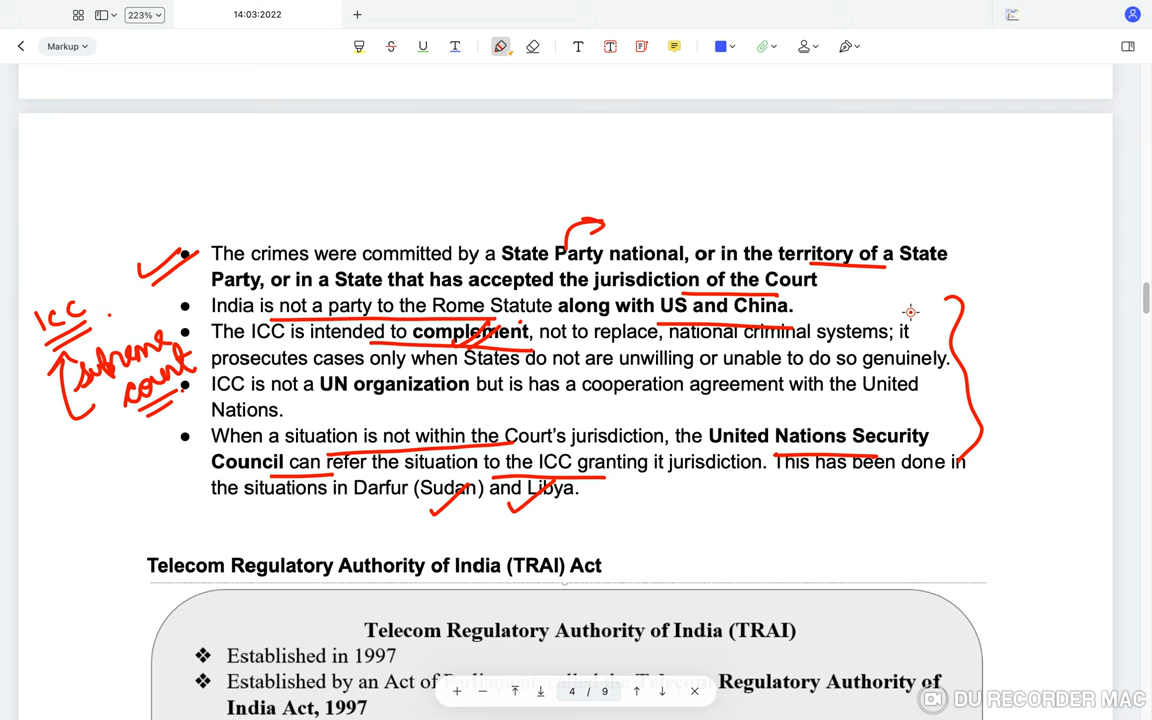 223%
14:03:2022
Markup
The crimes were committed by a State Party national, or in the territory of a State
Party, or in a State that has accepted the jurisdiction of the Court
India is not a party to the Rome Statute along with US and China.
The ICC is intended to complement, not to replace, national criminal systems; it
prosecutes cases only when States do not are unwilling or unable to do so genuinely.
ICC is not a UN organization but is has a cooperation agreement with the United
Nations.
When a situation is not within the Court's jurisdiction, the United Nations Security
Council can refer the situation to the ICC granting it jurisdiction. This has been done in
the situations in Darfur (Sudan) and Libya.
ICC
supreme
court
Telecom Regulatory Authority of India (TRAI) Act
Telecom Regulatory Authority of India (TRAI)
❖ Established in 1997
❖ Established by an Act of Parliament, called the Telecom Regulatory Authority of
India Act, 1997
4 / 9
DU RECORDER MAC